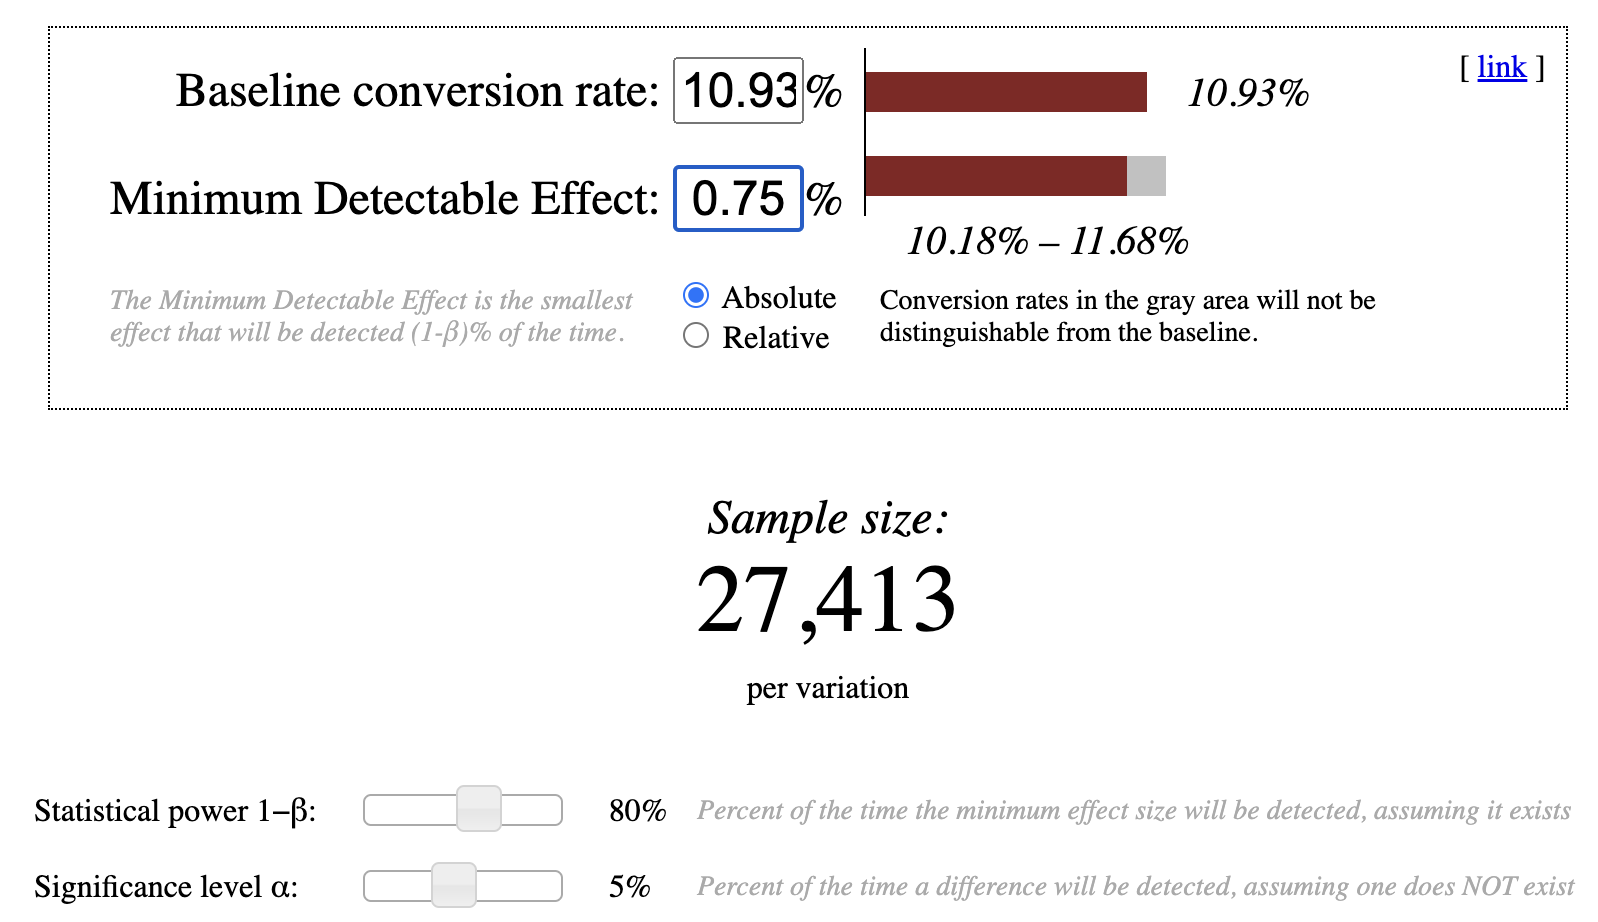 Baseline conversion rate: 10.93% 10.93% [ link ]
Minimum Detectable Effect: 0.75 %
10.18% – 11.68%
The Minimum Detectable Effect is the smallest
effect that will be detected (1-β)% of the time.
Absolute
Relative
Conversion rates in the gray area will not be
distinguishable from the baseline.
Sample size:
27,413
per variation
Statistical power 1−β: 80% Percent of the time the minimum effect size will be detected, assuming it exists
Significance level α: 5% Percent of the time a difference will be detected, assuming one does NOT exist